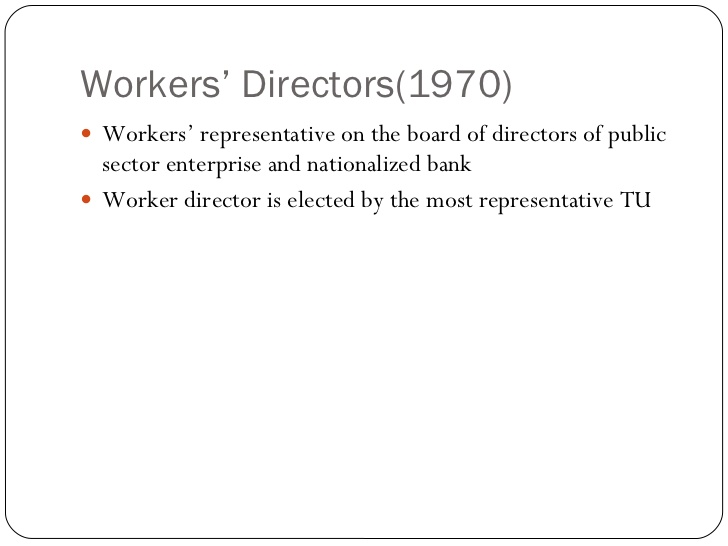 Workers’ Directors(1970)
• Workers’ representative on the board of directors of public
sector enterprise and nationalized bank
• Worker director is elected by the most representative TU